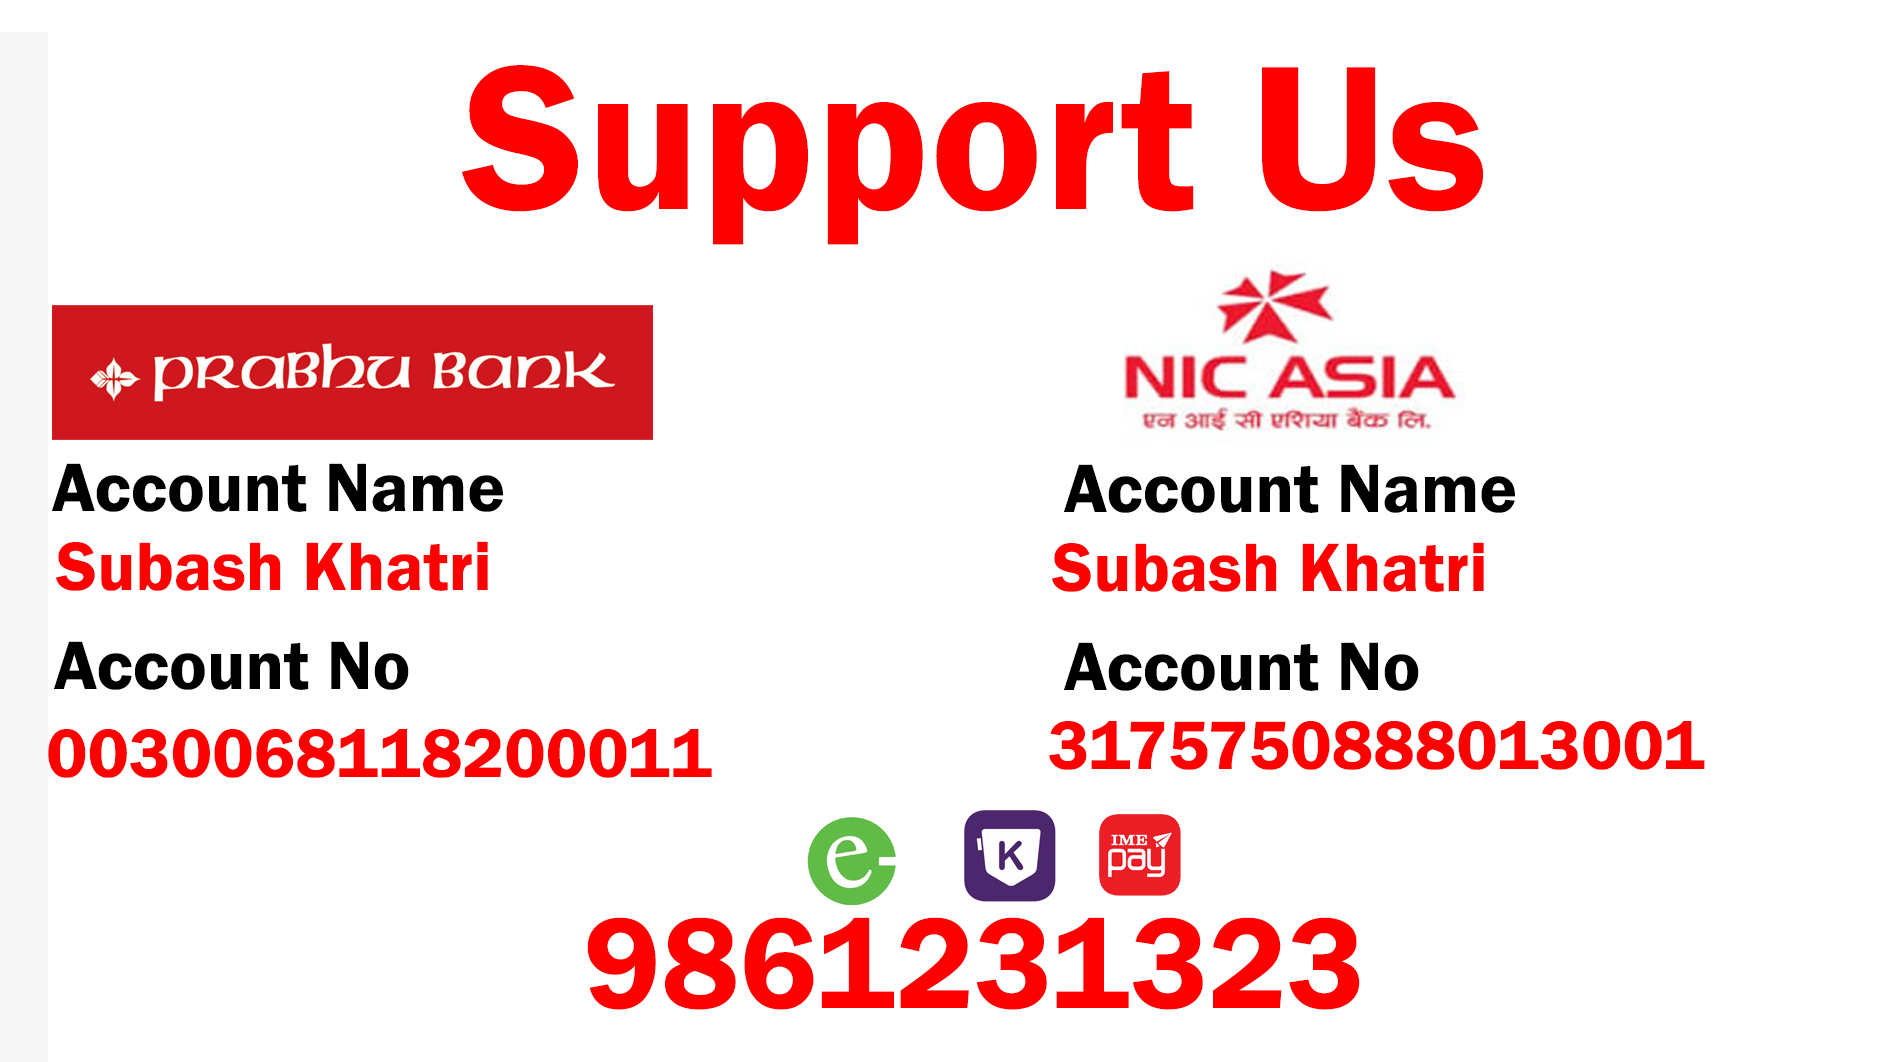 Support Us
PRABHU BANK
Account Name
Subash Khatri
Account No
0030068118200011
NIC ASIA
एन आई सी एशिया बैंक लि.
Account Name
Subash Khatri
Account No
3175750888013001
e-
K
IME
pay
9861231323